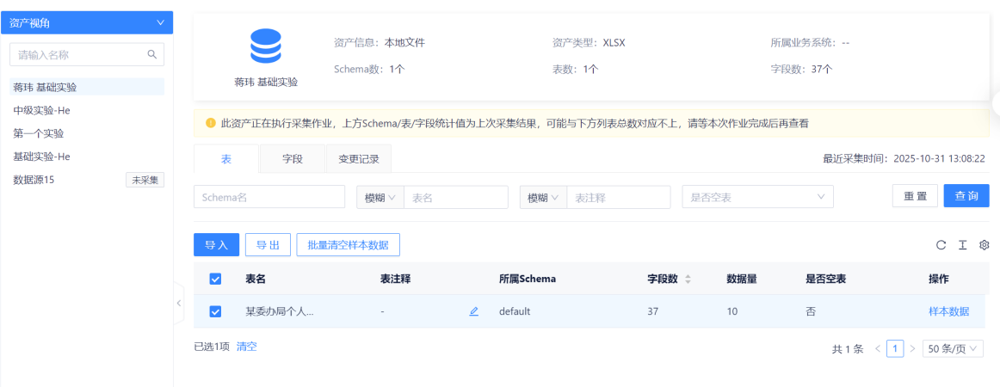 资产视角
请输入名称
蒋玮 基础实验
中级实验-He
第一个实验
基础实验-He
数据源15 未采集
蒋玮 基础实验
资产信息: 本地文件 资产类型: XLSX 所属业务系统: --
Schema数: 1个 表数: 1个 字段数: 37个
此资产正在执行采集作业，上方Schema/表/字段统计值为上次采集结果，可能与下方列表总数对应不上，请等本次作业完成后再查看
表 字段 变更记录 最近采集时间: 2025-10-31 13:08:22
Schema名 模糊 表名 模糊 表注释 是否空表 重置 查询
导入 导出 批量清空样本数据
表名 表注释 所属Schema 字段数 数据量 是否空表 操作
某委办局个人... - default 37 10 否 样本数据
已选1项 清空 共 1 条 < 1 > 50 条/页